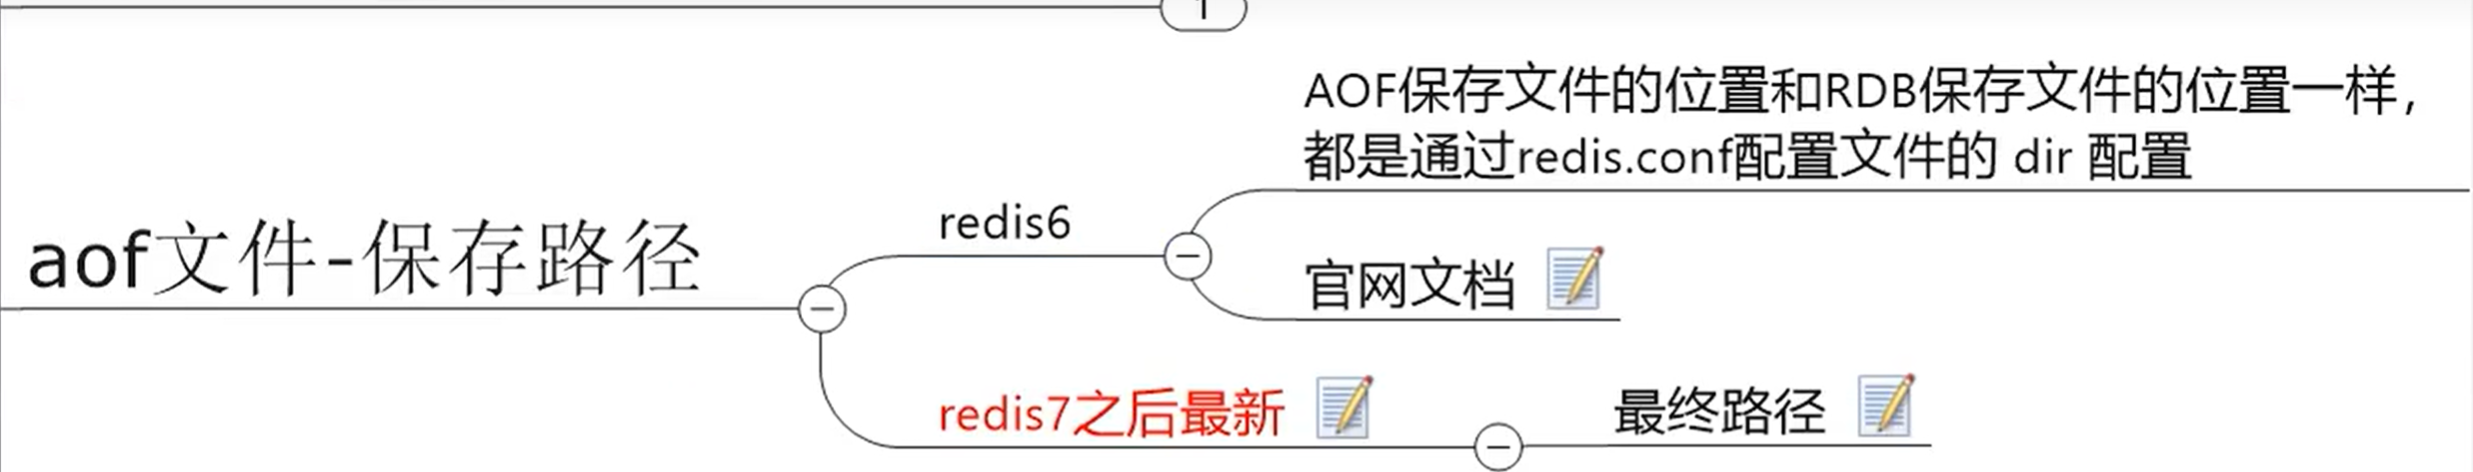 1
AOF保存文件的位置和RDB保存文件的位置一样，
都是通过redis.conf配置文件的 dir 配置
redis6
aof文件-保存路径
官网文档
redis7之后最新
最终路径